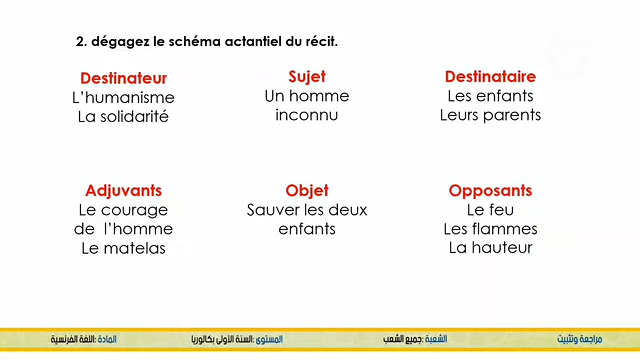 2. dégagez le schéma actantiel du récit.
Destinateur
L’humanisme
La solidarité
Sujet
Un homme
inconnu
Destinataire
Les enfants
Leurs parents
Adjuvants
Le courage
de l’homme
Le matelas
Objet
Sauver les deux
enfants
Opposants
Le feu
Les flammes
La hauteur
مراجعة وتثبيت
الشعبة :جميع الشعب
المستوى :السنة الأولى بكالوريا
المادة :اللغة الفرنسية